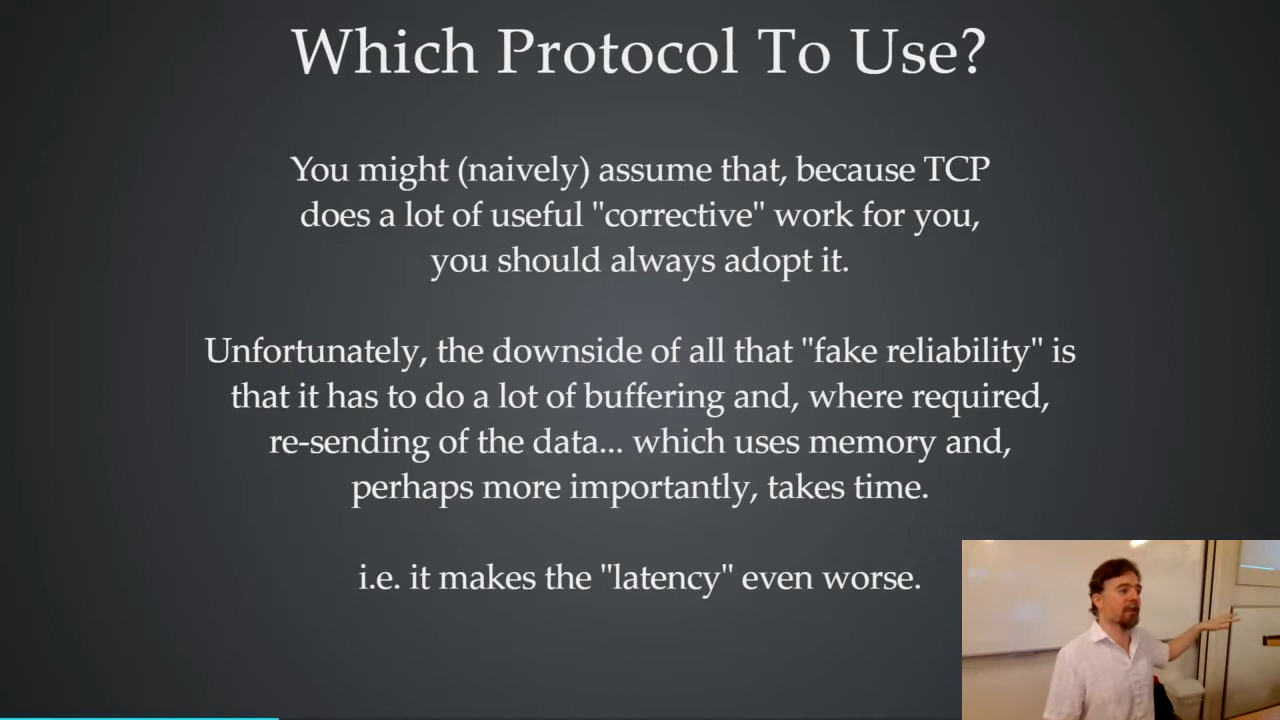 Which Protocol To Use?
You might (naively) assume that, because TCP
does a lot of useful "corrective" work for you,
you should always adopt it.
Unfortunately, the downside of all that "fake reliability" is
that it has to do a lot of buffering and, where required,
re-sending of the data... which uses memory and,
perhaps more importantly, takes time.
i.e. it makes the "latency" even worse.